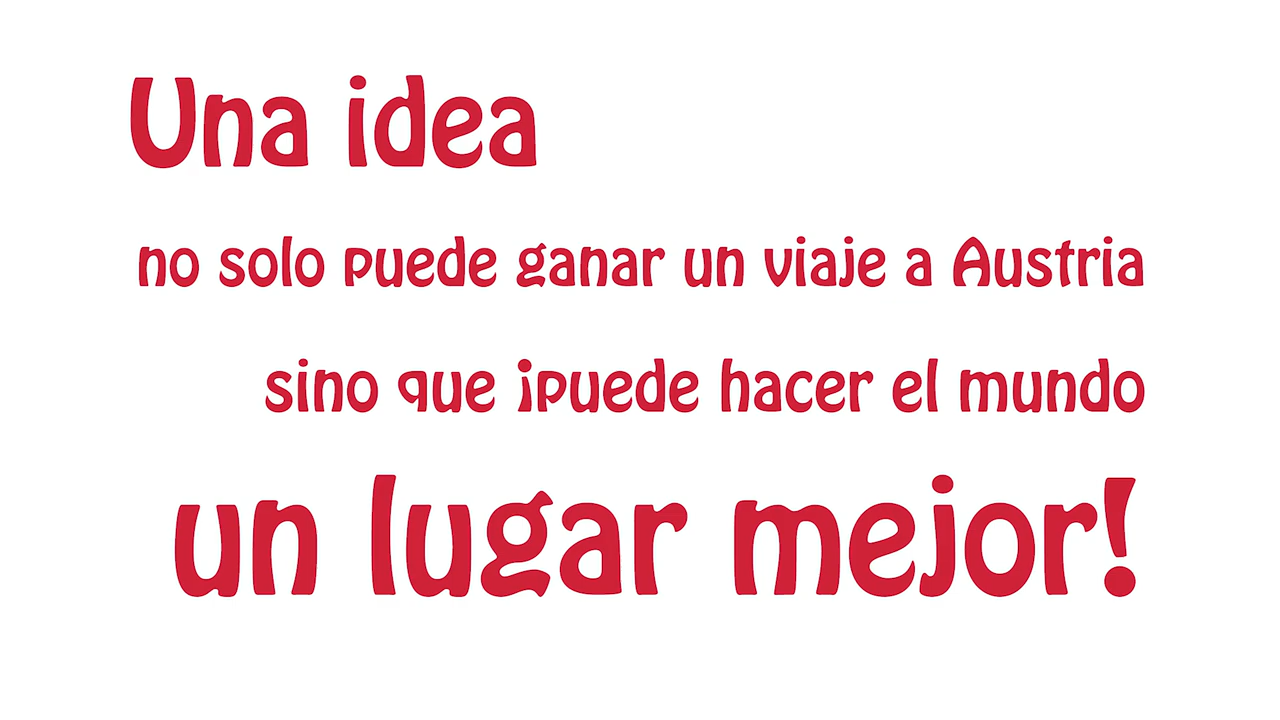 Una idea
no solo puede ganar un viaje a Austria
sino que ¡puede hacer el mundo
un lugar mejor!